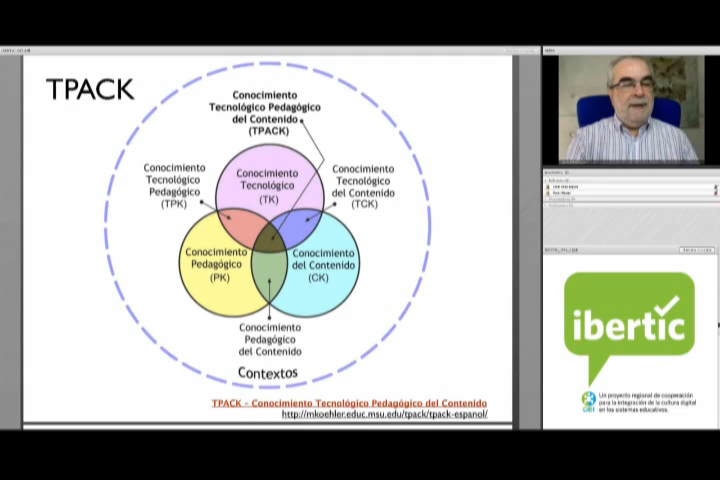 TPACK
Conocimiento
Tecnológico Pedagógico
del Contenido
(TPACK)
Conocimiento
Tecnológico
Pedagógico
(TPK)
Conocimiento
Tecnológico
(TK)
Conocimiento
Tecnológico
del Contenido
(TCK)
Conocimiento
Pedagógico
(PK)
Conocimiento
del Contenido
(CK)
Conocimiento
Pedagógico
del Contenido
Contextos
TPACK - Conocimiento Tecnológico Pedagógico del Contenido
http://mkoehler.educ.msu.edu/tpack/tpack-espanol/
ibertic
Un proyecto regional de cooperación
para la integración de la cultura digital
en los sistemas educativos.